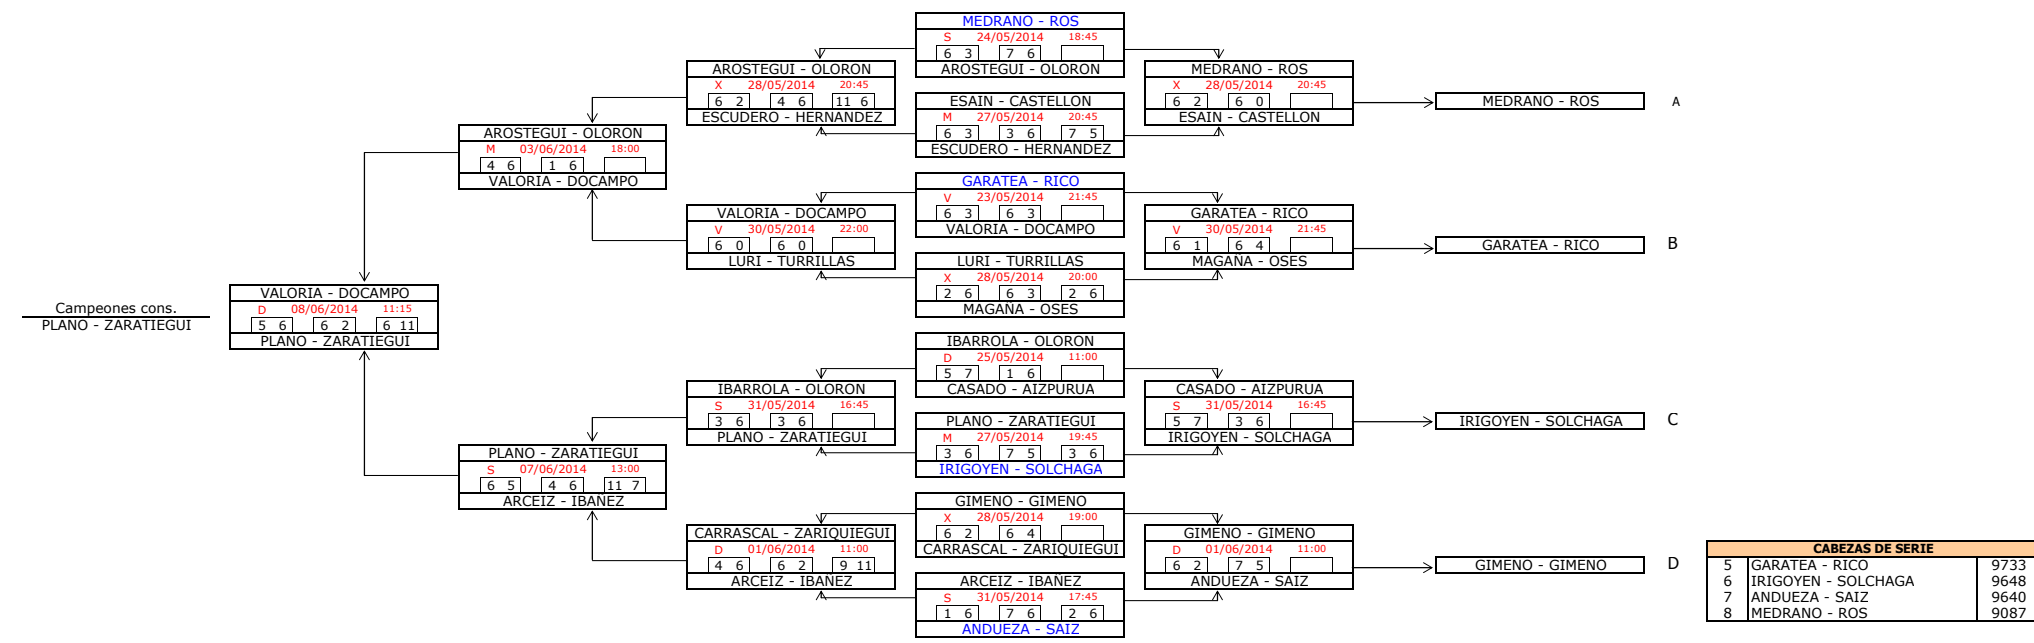 MEDRANO - ROS
S 24/05/2014 18:45
6 3 7 6
AROSTEGUI - OLORON
AROSTEGUI - OLORON
X 28/05/2014 20:45
6 2 4 6 11 6
ESCUDERO - HERNANDEZ
MEDRANO - ROS
X 28/05/2014 20:45
6 2 6 0
ESAIN - CASTELLON
MEDRANO - ROS A
ESAIN - CASTELLON
M 27/05/2014 20:45
6 3 3 6 7 5
ESCUDERO - HERNANDEZ
AROSTEGUI - OLORON
M 03/06/2014 18:00
4 6 1 6
VALORIA - DOCAMPO
GARATEA - RICO
V 23/05/2014 21:45
6 3 6 3
VALORIA - DOCAMPO
VALORIA - DOCAMPO
V 30/05/2014 22:00
6 0 6 0
LURI - TURRILLAS
GARATEA - RICO
V 30/05/2014 21:45
6 1 6 4
MAGAÑA - OSES
GARATEA - RICO B
LURI - TURRILLAS
X 28/05/2014 20:00
2 6 6 3 2 6
MAGAÑA - OSES
Campeones cons.
PLANO - ZARATIEGUI
VALORIA - DOCAMPO
D 08/06/2014 11:15
5 6 6 2 6 11
PLANO - ZARATIEGUI
IBARROLA - OLORON
D 25/05/2014 11:00
5 7 1 6
CASADO - AIZPURUA
IBARROLA - OLORON
S 31/05/2014 16:45
3 6 3 6
PLANO - ZARATIEGUI
CASADO - AIZPURUA
S 31/05/2014 16:45
5 7 3 6
IRIGOYEN - SOLCHAGA
IRIGOYEN - SOLCHAGA C
PLANO - ZARATIEGUI
M 27/05/2014 19:45
3 6 7 5 3 6
IRIGOYEN - SOLCHAGA
PLANO - ZARATIEGUI
S 07/06/2014 13:00
6 5 4 6 11 7
ARCEIZ - IBAÑEZ
GIMENO - GIMENO
X 28/05/2014 19:00
6 2 6 4
CARRASCAL - ZARIQUIEGUI
CARRASCAL - ZARIQUIEGUI
D 01/06/2014 11:00
4 6 6 2 9 11
ARCEIZ - IBAÑEZ
GIMENO - GIMENO
D 01/06/2014 11:00
6 2 7 5
ANDUEZA - SAIZ
GIMENO - GIMENO D
ARCEIZ - IBAÑEZ
S 31/05/2014 17:45
1 6 7 6 2 6
ANDUEZA - SAIZ
CABEZAS DE SERIE
5 GARATEA - RICO 9733
6 IRIGOYEN - SOLCHAGA 9648
7 ANDUEZA - SAIZ 9640
8 MEDRANO - ROS 9087